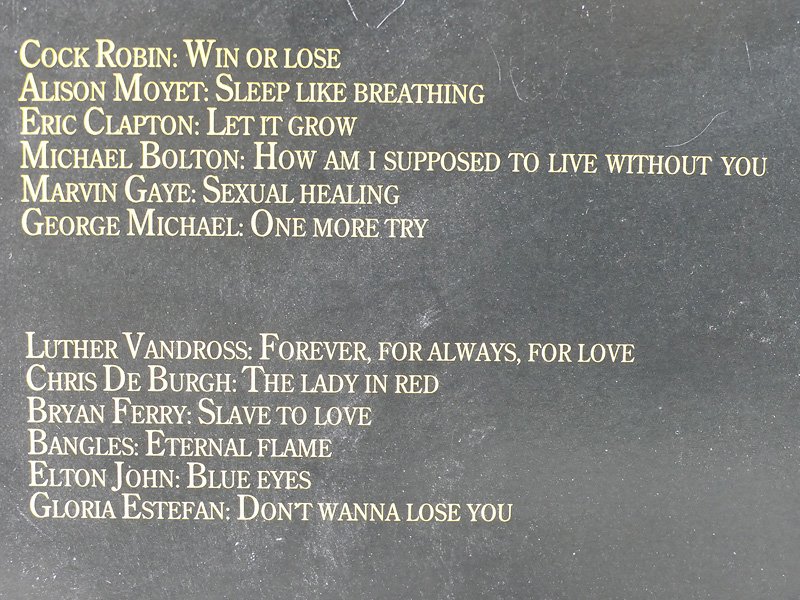 Cock Robin: Win or lose
Alison Moyet: Sleep like breathing
Eric Clapton: Let it grow
Michael Bolton: How am I supposed to live without you
Marvin Gaye: Sexual healing
George Michael: One more try
Luther Vandross: Forever, for always, for love
Chris De Burgh: The lady in red
Bryan Ferry: Slave to love
Bangles: Eternal flame
Elton John: Blue eyes
Gloria Estefan: Don't wanna lose you